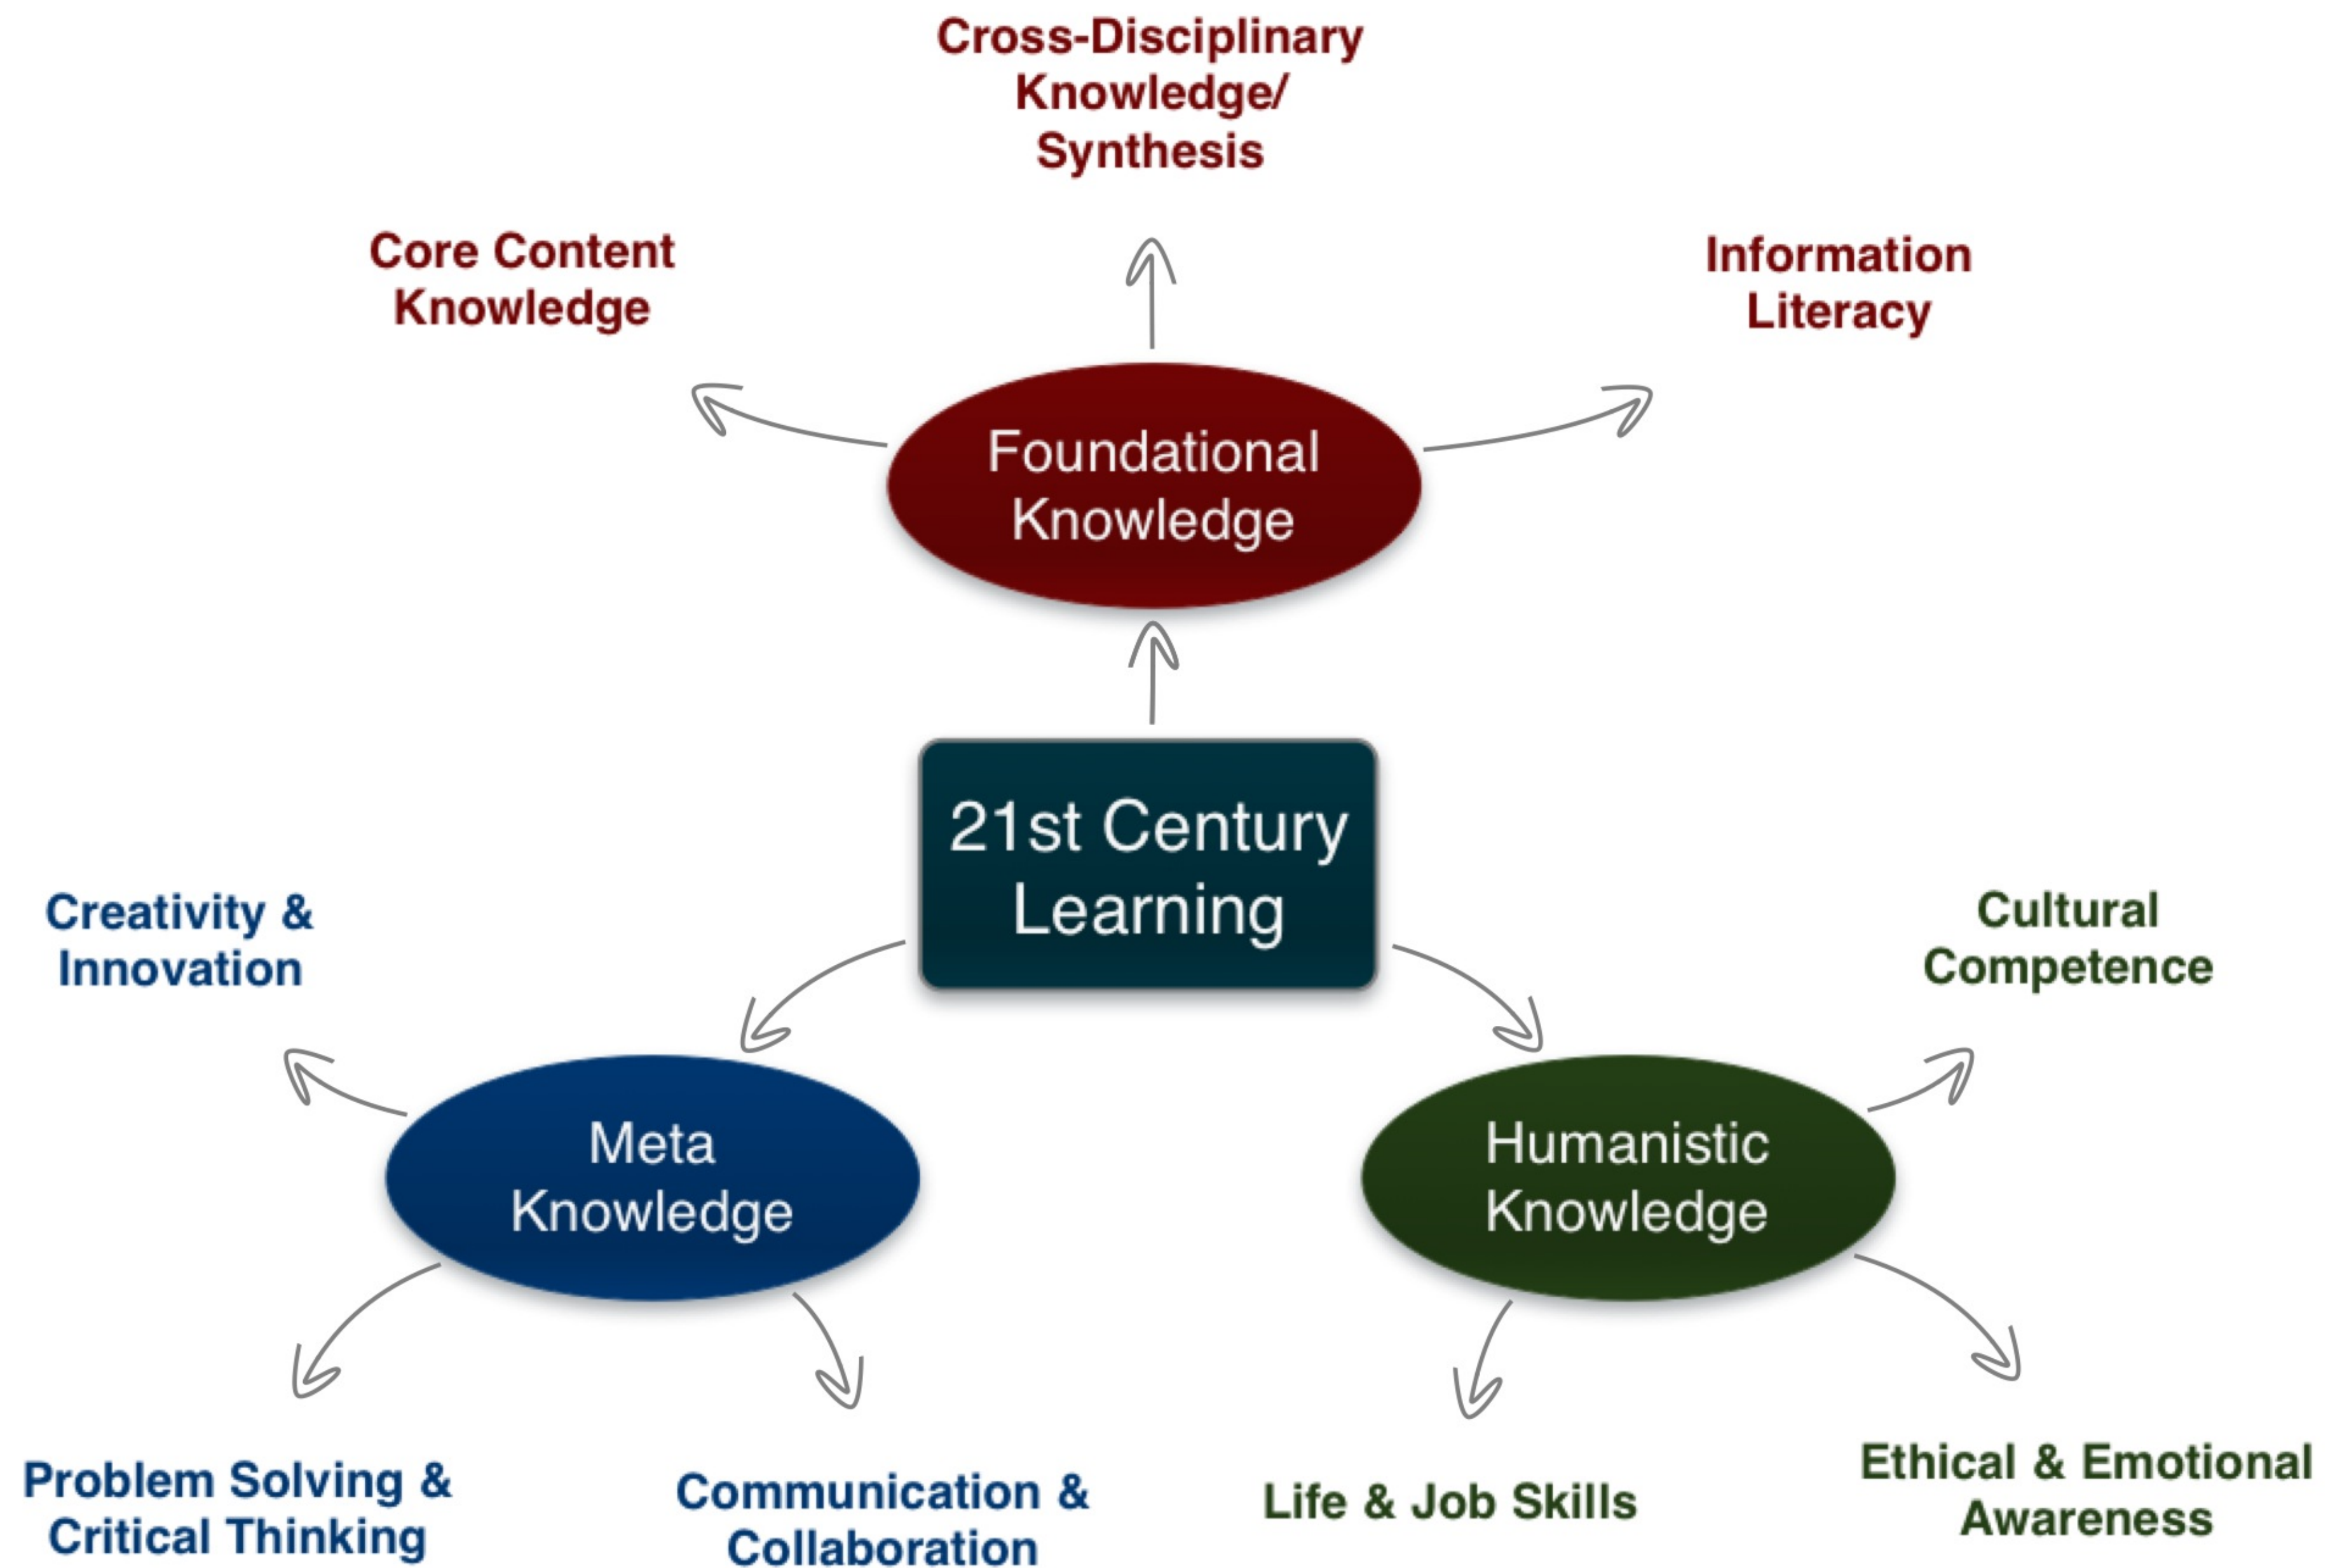 Cross-Disciplinary
Knowledge/
Synthesis
Core Content
Knowledge
Information
Literacy
Foundational
Knowledge
21st Century
Learning
Creativity &
Innovation
Cultural
Competence
Meta
Knowledge
Humanistic
Knowledge
Problem Solving &
Critical Thinking
Communication &
Collaboration
Life & Job Skills
Ethical & Emotional
Awareness